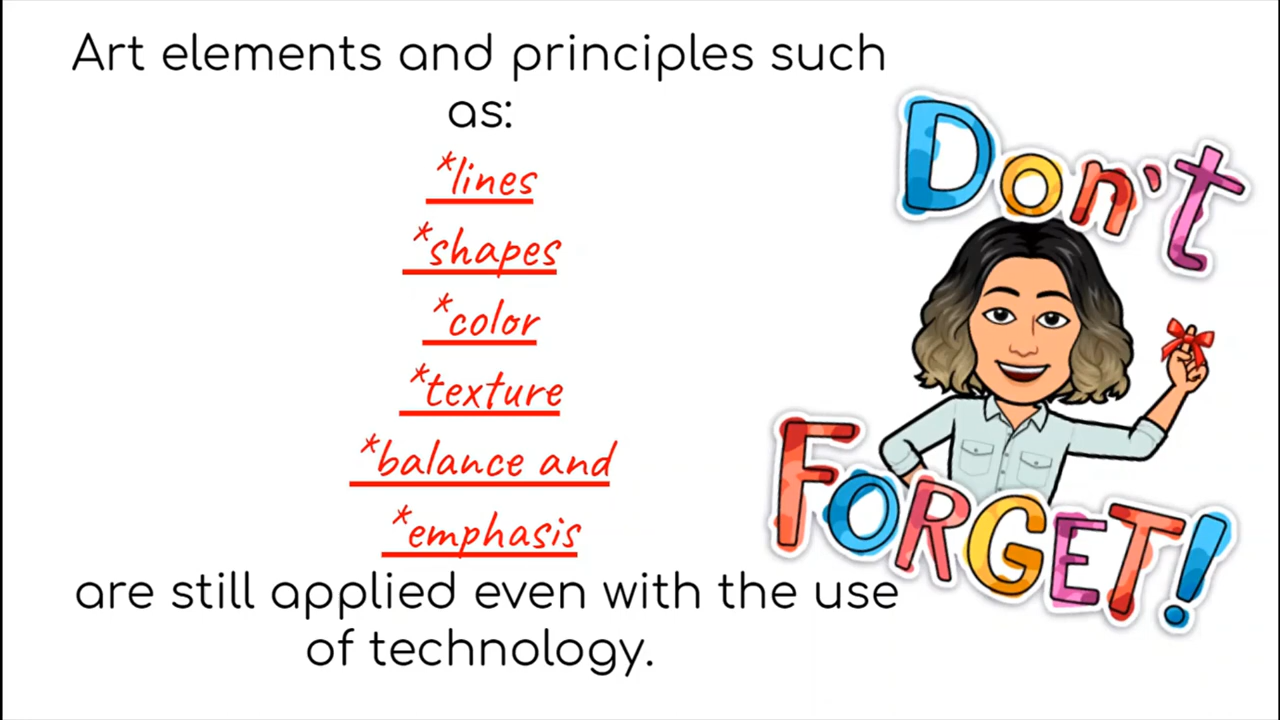 Art elements and principles such
as:
*lines
*shapes
*color
*texture
*balance and
*emphasis
are still applied even with the use
of technology.
Don't
FORGET!